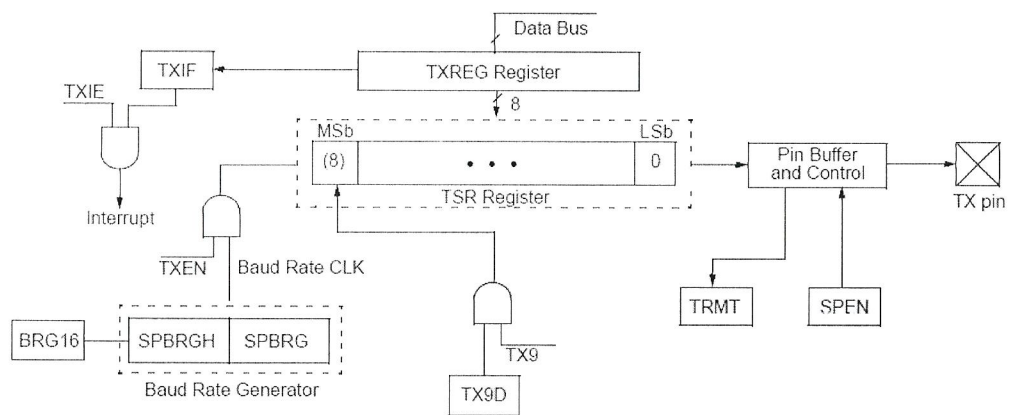 Data Bus
TXIF
TXREG Register
TXIE
8
MSb
LSb
(8)
• • •
0
Pin Buffer
and Control
TSR Register
TX pin
Interrupt
TXEN
Baud Rate CLK
TRMT
SPEN
BRG16
SPBRGH
SPBRG
TX9
Baud Rate Generator
TX9D